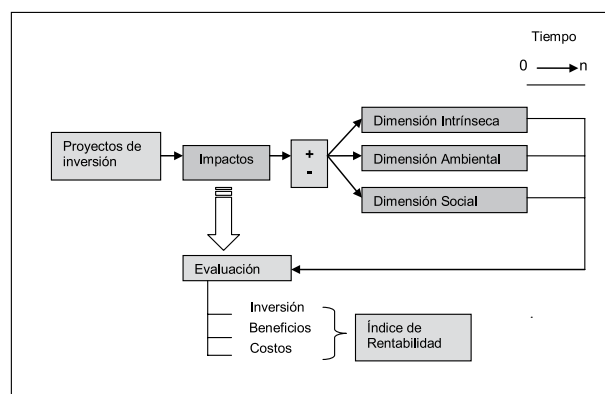 Tiempo
0 n
Proyectos de
inversión
Impactos
+
-
Dimensión Intrínseca
Dimensión Ambiental
Dimensión Social
Evaluación
Inversión
Beneficios
Costos
Índice de
Rentabilidad